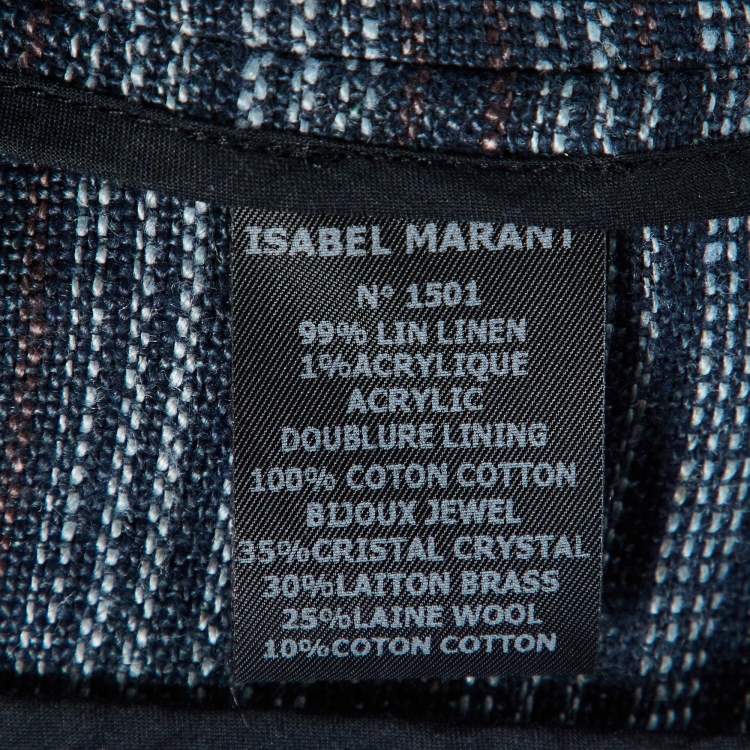 ISABEL MARANT
N° 1501
99% LIN LINEN
1%ACRYLIQUE
ACRYLIC
DOUBLURE LINING
100% COTON COTTON
BIJOUX JEWEL
35%CRISTAL CRYSTAL
30%LAITON BRASS
25%LAINE WOOL
10%COTON COTTON